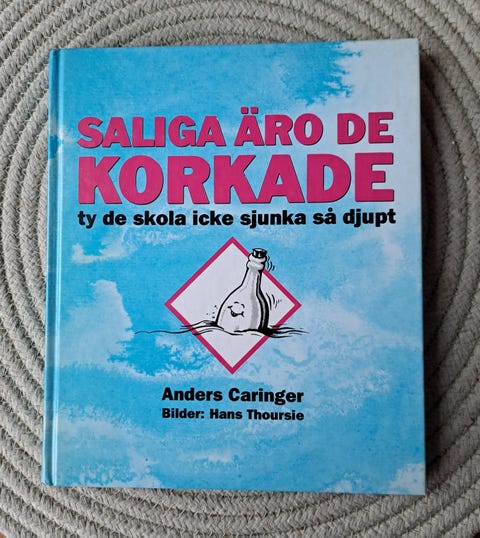 SALIGA ÄRO DE
KORKADE
ty de skola icke sjunka så djupt
Anders Caringer
Bilder: Hans Thoursie